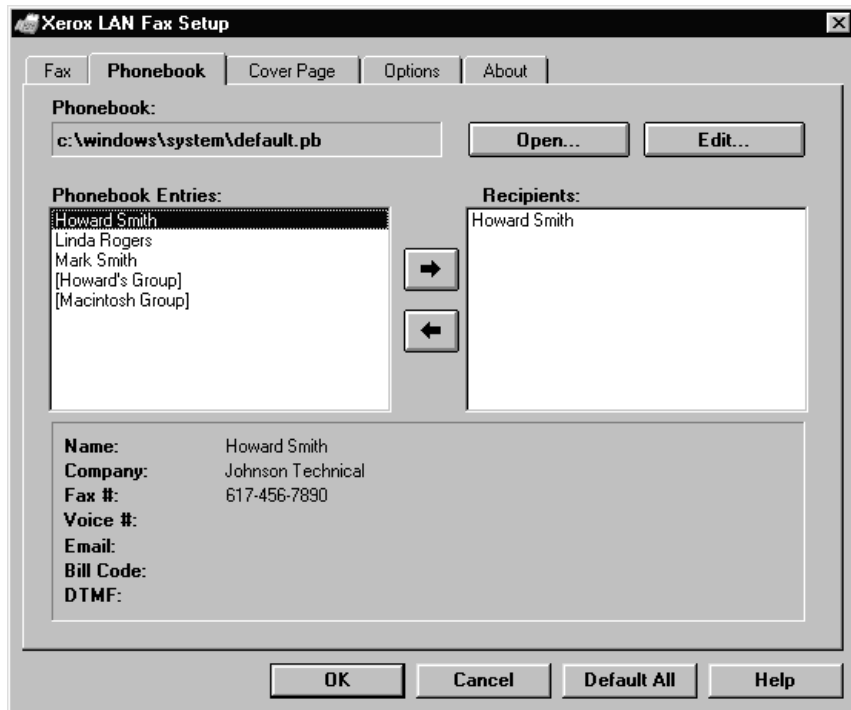 Xerox LAN Fax Setup
Fax Phonebook Cover Page Options About
Phonebook:
c:\windows\system\default.pb Open... Edit...
Phonebook Entries:
Howard Smith
Linda Rogers
Mark Smith
[Howard's Group]
[Macintosh Group]
Recipients:
Howard Smith
Name: Howard Smith
Company: Johnson Technical
Fax #: 617-456-7890
Voice #:
Email:
Bill Code:
DTMF:
OK Cancel Default All Help